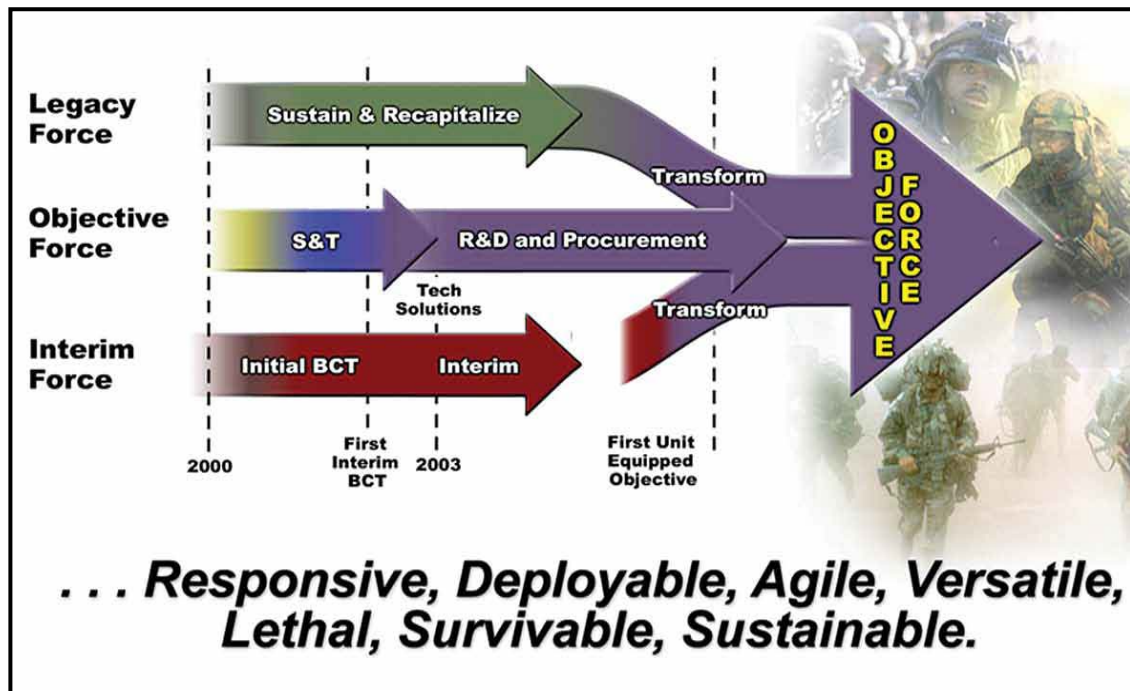 Legacy
Force
Sustain & Recapitalize
Transform
Objective
Force
S&T
R&D and Procurement
Tech
Solutions
Transform
Interim
Force
Initial BCT
Interim
OBJECTIVE
FORCE
2000
First
Interim
BCT
2003
First Unit
Equipped
Objective
. . . Responsive, Deployable, Agile, Versatile,
Lethal, Survivable, Sustainable.